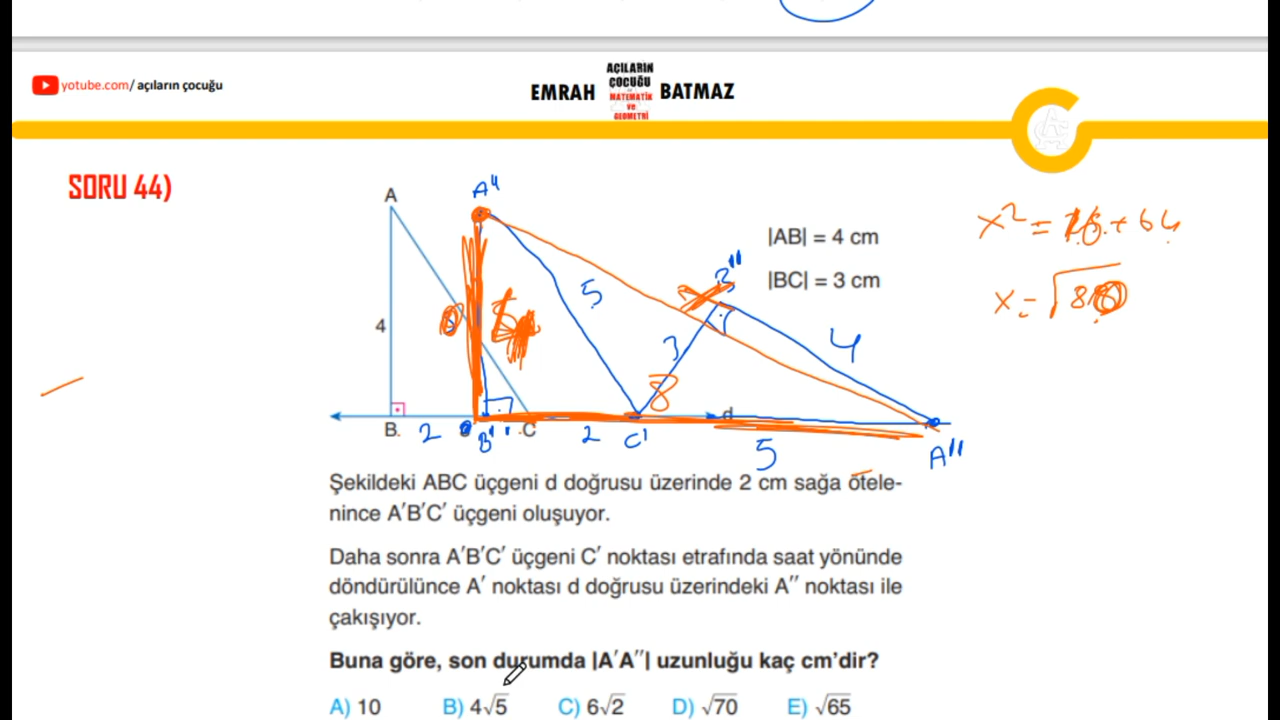 yotube.com/ açıların çocuğu
EMRAH
AÇILARIN
ÇOCUĞU
ve
MATEMATİK
ve
GEOMETRİ
BATMAZ
SORU 44)
A
A"
|AB| = 4 cm
x² = 16 + 64
B"
|BC| = 3 cm
5
x = √80
4
3
4
8
B
2
B'
C
2
C'
d
5
A"
Şekildeki ABC üçgeni d doğrusu üzerinde 2 cm sağa ötele-
nince A′B′C′ üçgeni oluşuyor.
Daha sonra A′B′C′ üçgeni C′ noktası etrafında saat yönünde
döndürülünce A′ noktası d doğrusu üzerindeki A′′ noktası ile
çakışıyor.
Buna göre, son durumda |A′A′′| uzunluğu kaç cm’dir?
A) 10 B) 4√5 C) 6√2 D) √70 E) √65